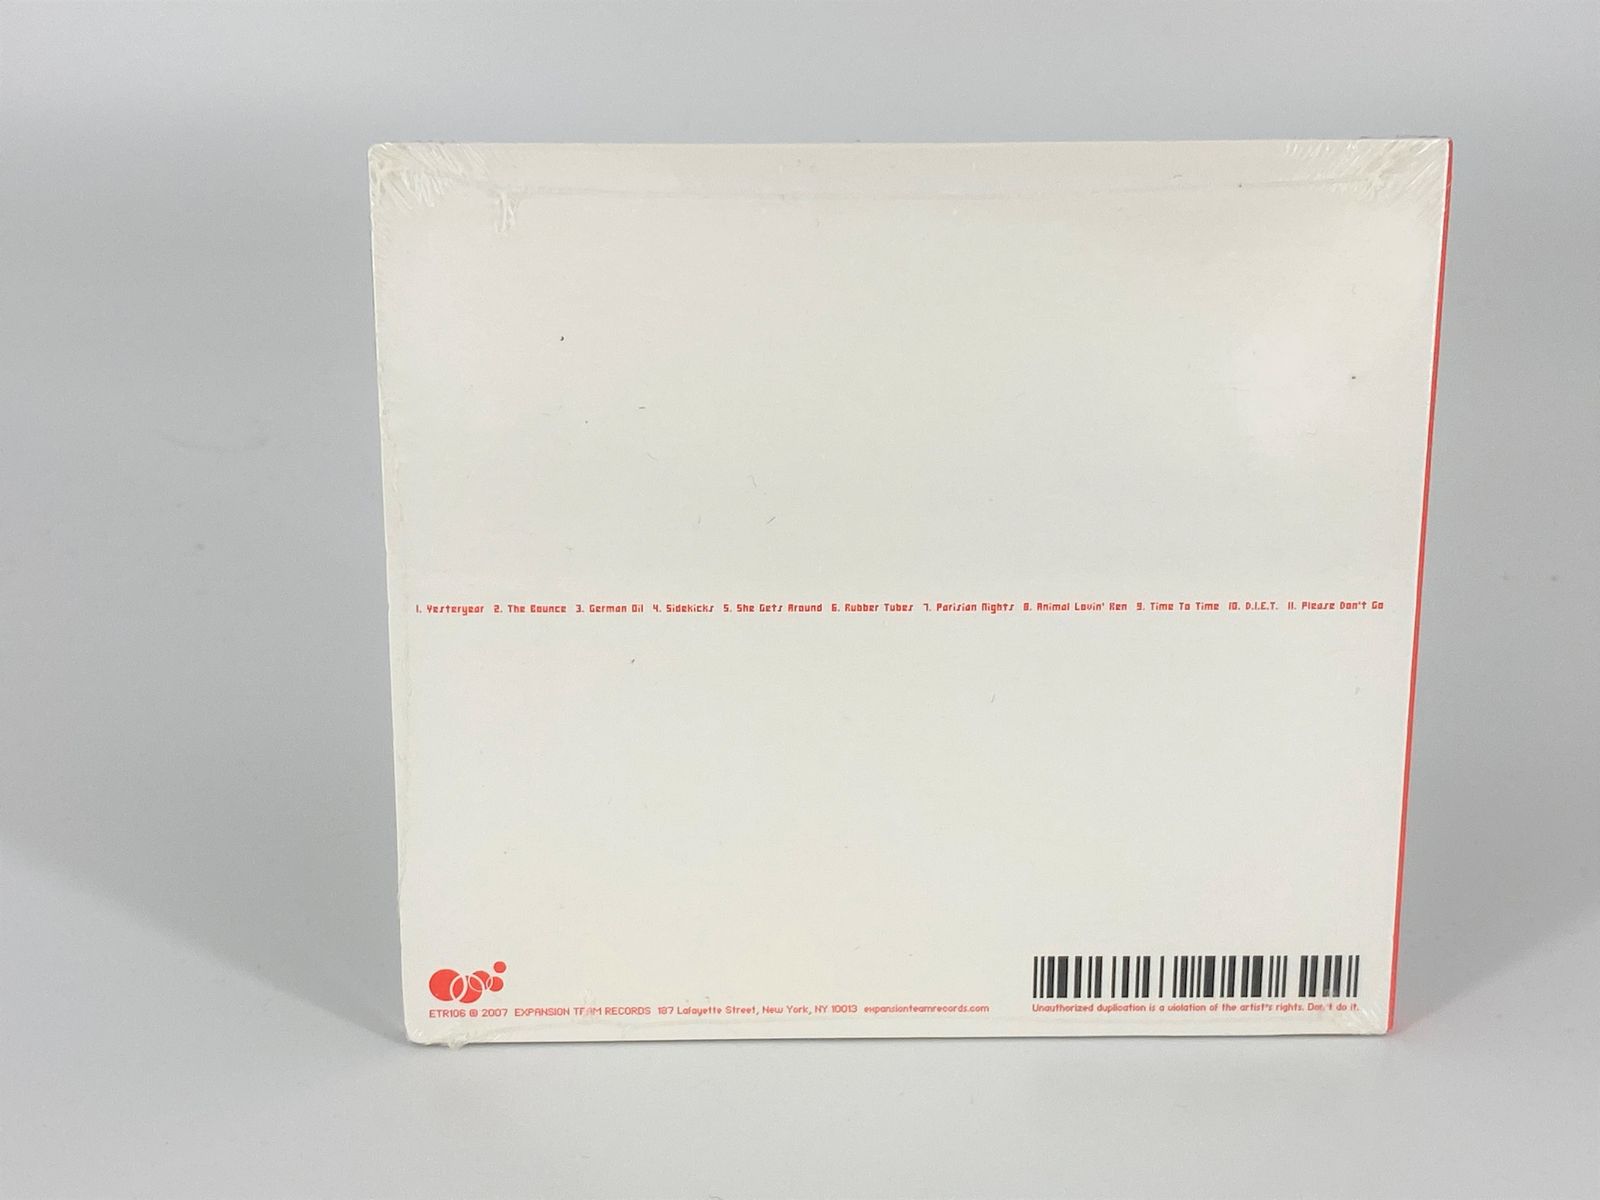 1. Yesteryear 2. The Bounce 3. German Oil 4. Sidekicks 5. She Gets Around 6. Rubber Tubes 7. Parisian Nights 8. Animal Lovin' Ken 9. Time To Time 10. D.I.E.T. 11. Please Don't Go
ETR106 ℗ 2007 EXPANSION TEAM RECORDS 187 Lafayette Street, New York, NY 10013 expansionteamrecords.com
Unauthorized duplication is a violation of the artist's rights. Don't do it.